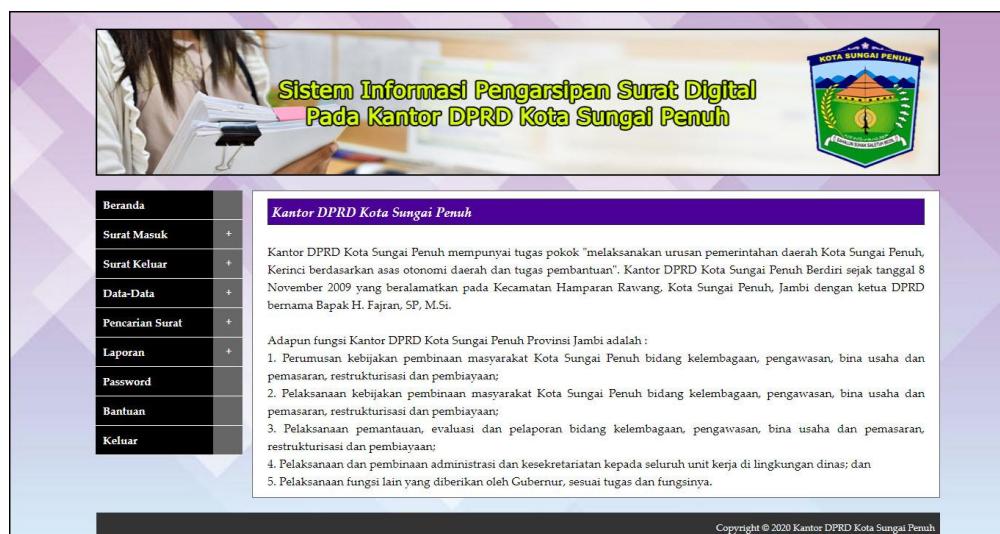 Sistem Informasi Pengarsipan Surat Digital
Pada Kantor DPRD Kota Sungai Penuh
KOTA SUNGAI PENUH
Beranda
Surat Masuk +
Surat Keluar +
Data-Data +
Pencarian Surat +
Laporan +
Password
Bantuan
Keluar
Kantor DPRD Kota Sungai Penuh
Kantor DPRD Kota Sungai Penuh mempunyai tugas pokok "melaksanakan urusan pemerintahan daerah Kota Sungai Penuh,
Kerinci berdasarkan asas otonomi daerah dan tugas pembantuan". Kantor DPRD Kota Sungai Penuh Berdiri sejak tanggal 8
November 2009 yang beralamatkan pada Kecamatan Hamparan Rawang, Kota Sungai Penuh, Jambi dengan ketua DPRD
bernama Bapak H. Fajran, SP, M.Si.
Adapun fungsi Kantor DPRD Kota Sungai Penuh Provinsi Jambi adalah :
1. Perumusan kebijakan pembinaan masyarakat Kota Sungai Penuh bidang kelembagaan, pengawasan, bina usaha dan
pemasaran, restrukturisasi dan pembiayaan;
2. Pelaksanaan kebijakan pembinaan masyarakat Kota Sungai Penuh bidang kelembagaan, pengawasan, bina usaha dan
pemasaran, restrukturisasi dan pembiayaan;
3. Pelaksanaan pemantauan, evaluasi dan pelaporan bidang kelembagaan, pengawasan, bina usaha dan pemasaran,
restrukturisasi dan pembiayaan;
4. Pelaksanaan dan pembinaan administrasi dan kesekretariatan kepada seluruh unit kerja di lingkungan dinas; dan
5. Pelaksanaan fungsi lain yang diberikan oleh Gubernur, sesuai tugas dan fungsinya.
Copyright © 2020 Kantor DPRD Kota Sungai Penuh